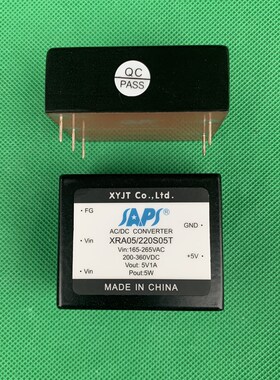 QC
PASS
XYJT Co.,Ltd.
SAPS®
FG
AC/DC CONVERTER
GND
XRA05/220S05T
Vin
Vin:165-265VAC
200-360VDC
+5V
Vout: 5V1A
Vin
Pout:5W
MADE IN CHINA